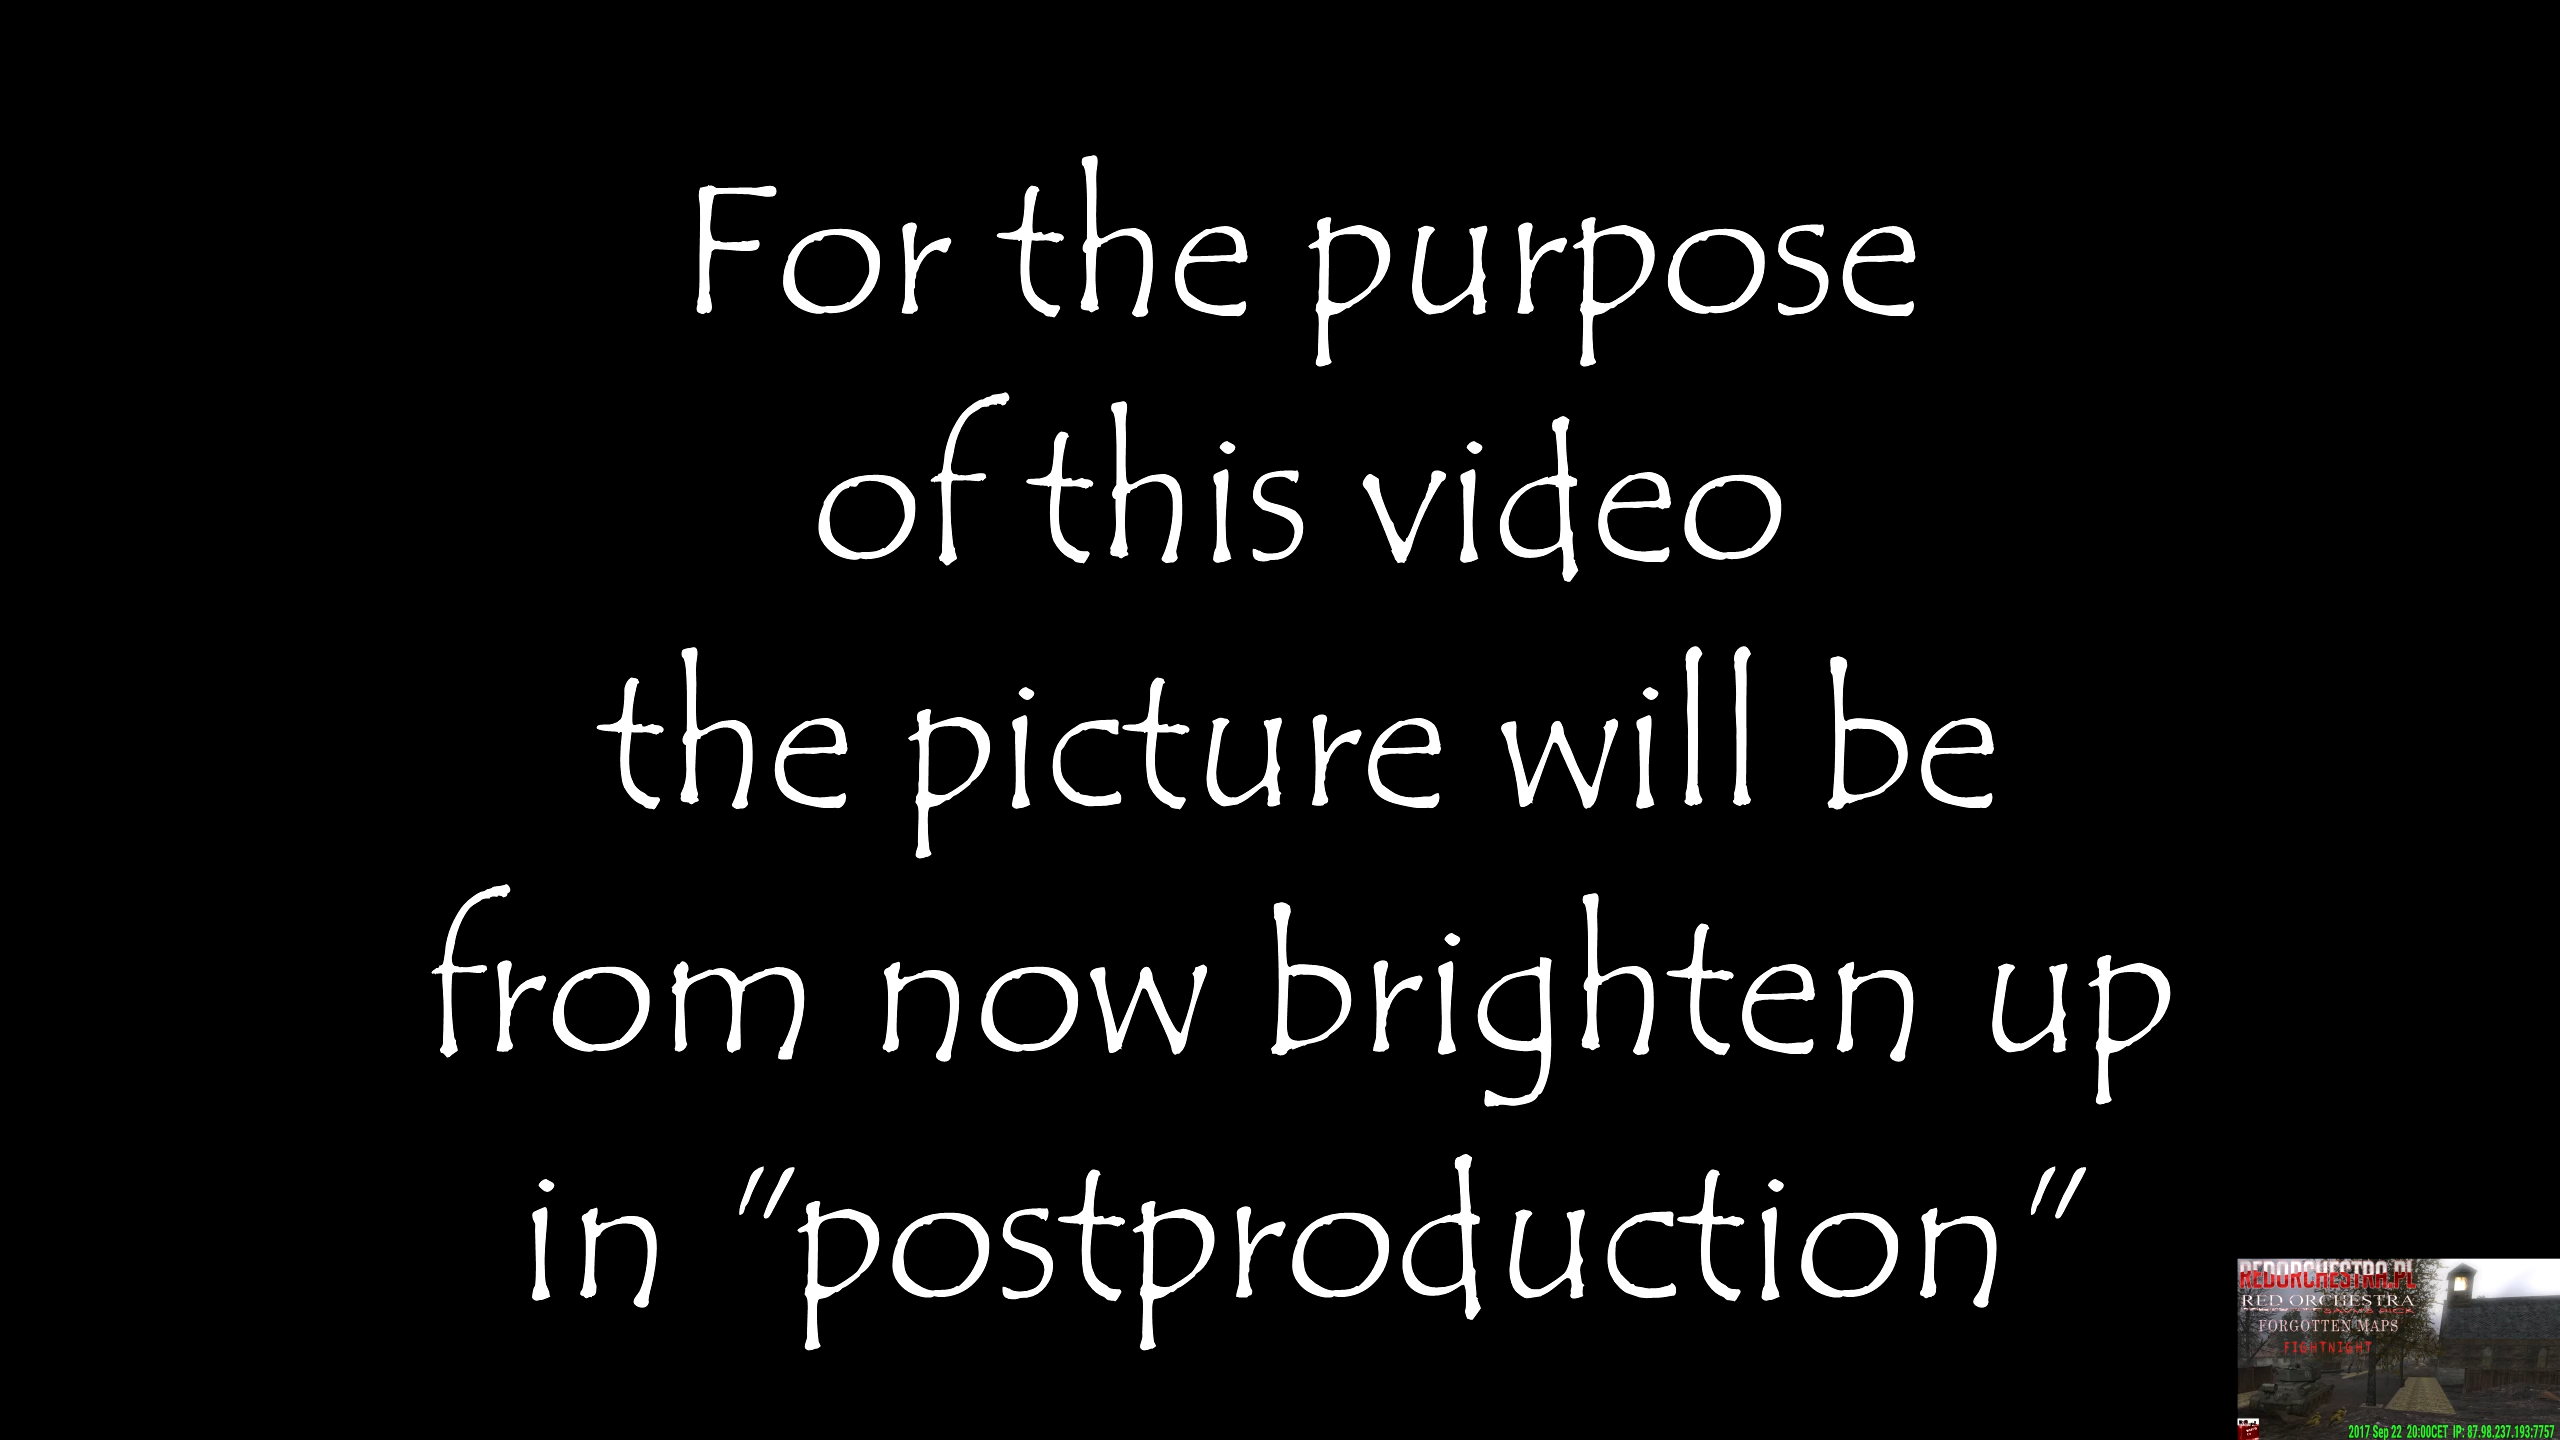 For the purpose
of this video
the picture will be
from now brighten up
in "postproduction"
REDORCHESTRA.PL
RED ORCHESTRA
FORGOTTEN MAPS
FIGHTNIGHT
2017 Sep 22 20:00CET IP: 87.98.237.193:7757